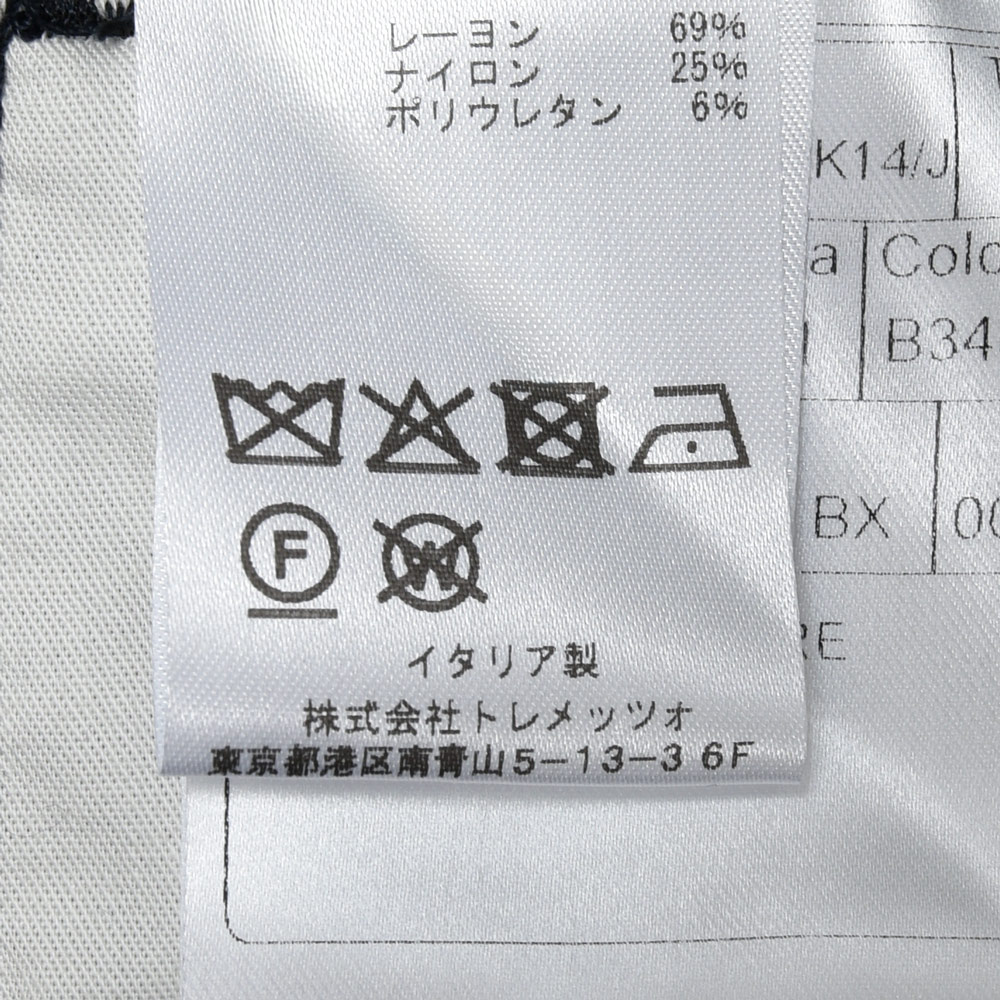 レーヨン 69%
ナイロン 25%
ポリウレタン 6%
K14/J
a
Colo
B34
BX
00
RE
F
W
イタリア製
株式会社トレメッツォ
東京都港区南青山5-13-3 6F